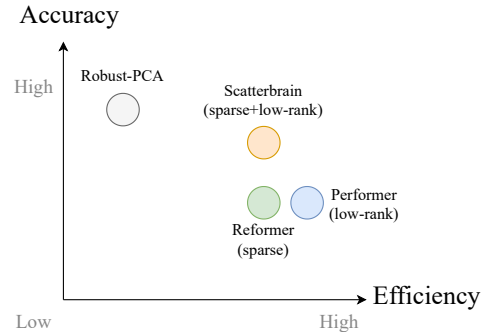 Accuracy
Robust-PCA
High
Scatterbrain
(sparse+low-rank)
Performer
(low-rank)
Reformer
(sparse)
Efficiency
Low
High